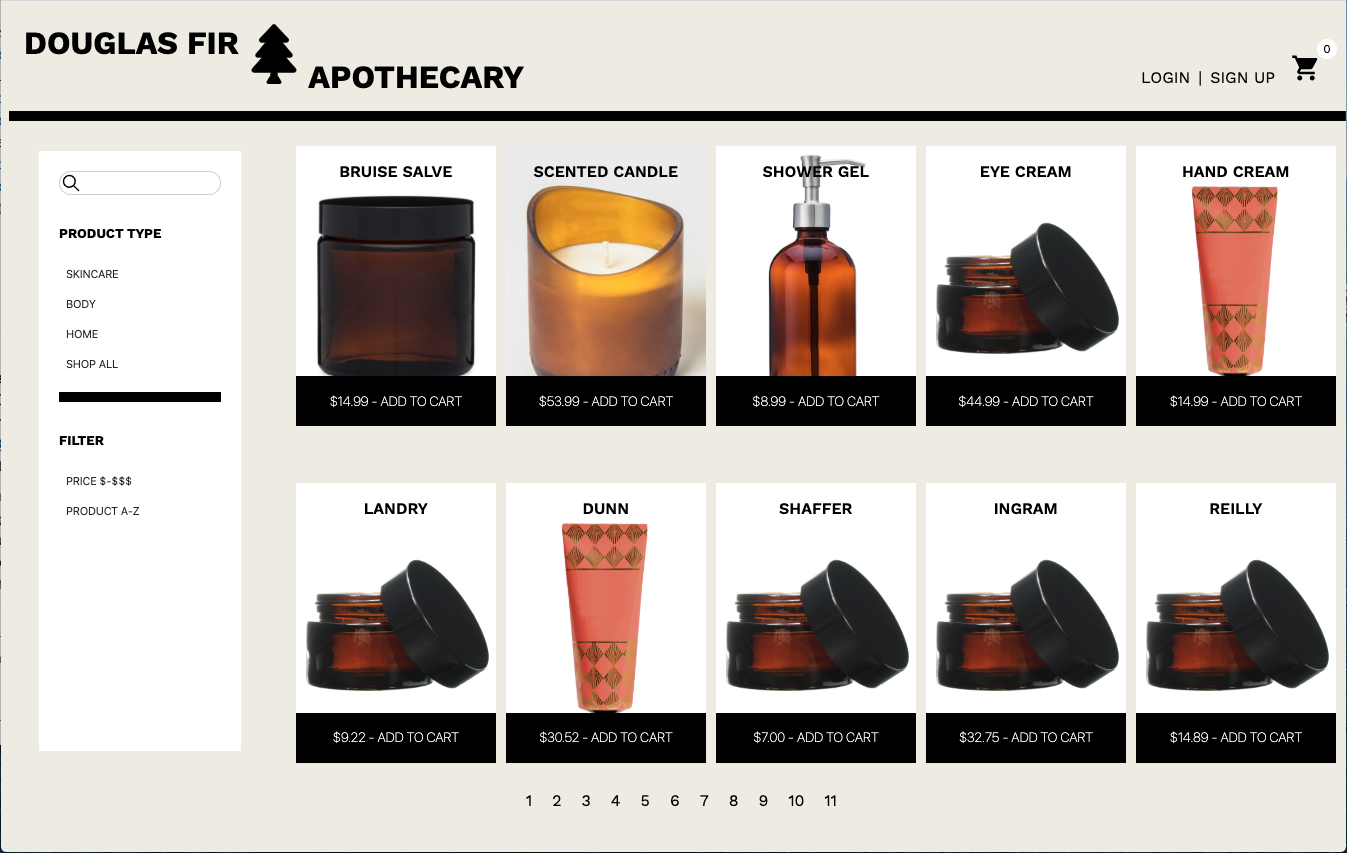 DOUGLAS FIR
APOTHECARY
0
LOGIN | SIGN UP
PRODUCT TYPE
SKINCARE
BODY
HOME
SHOP ALL
FILTER
PRICE $-$$$
PRODUCT A-Z
BRUISE SALVE
SCENTED CANDLE
SHOWER GEL
EYE CREAM
HAND CREAM
$14.99 - ADD TO CART
$53.99 - ADD TO CART
$8.99 - ADD TO CART
$44.99 - ADD TO CART
$14.99 - ADD TO CART
LANDRY
DUNN
SHAFFER
INGRAM
REILLY
$9.22 - ADD TO CART
$30.52 - ADD TO CART
$7.00 - ADD TO CART
$32.75 - ADD TO CART
$14.89 - ADD TO CART
1 2 3 4 5 6 7 8 9 10 11